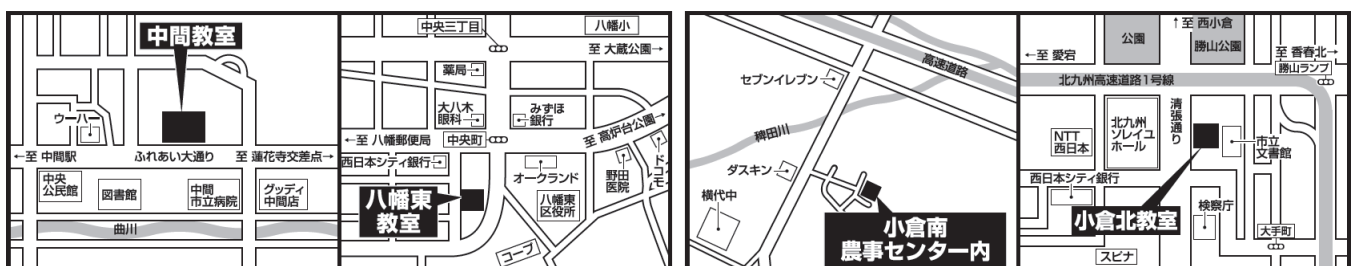 中間教室
ウーハー
←至 中間駅
ふれあい大通り
至 蓮花寺交差点→
中央
公民館
図書館
中間
市立病院
グッディ
中間店
曲川
中央三丁目
八幡小
至 大蔵公園→
薬局
大八木
眼科
みずほ
銀行
←至 八幡郵便局
中央町
至 高炉台公園→
西日本シティ銀行
オークランド
野田
医院
ドコモ
八幡東
教室
八幡東
区役所
コープ
高速道路
セブンイレブン
稗田川
ダスキン
横代中
小倉南
農事センター内
↑至 西小倉
公園
勝山公園
←至 愛宕
至 香春北→
勝山ランプ
北九州高速道路1号線
清張通り
NTT
西日本
北九州
ソレイユ
ホール
市立
文書館
西日本シティ銀行
小倉北教室
検察庁
大手町
スピナ